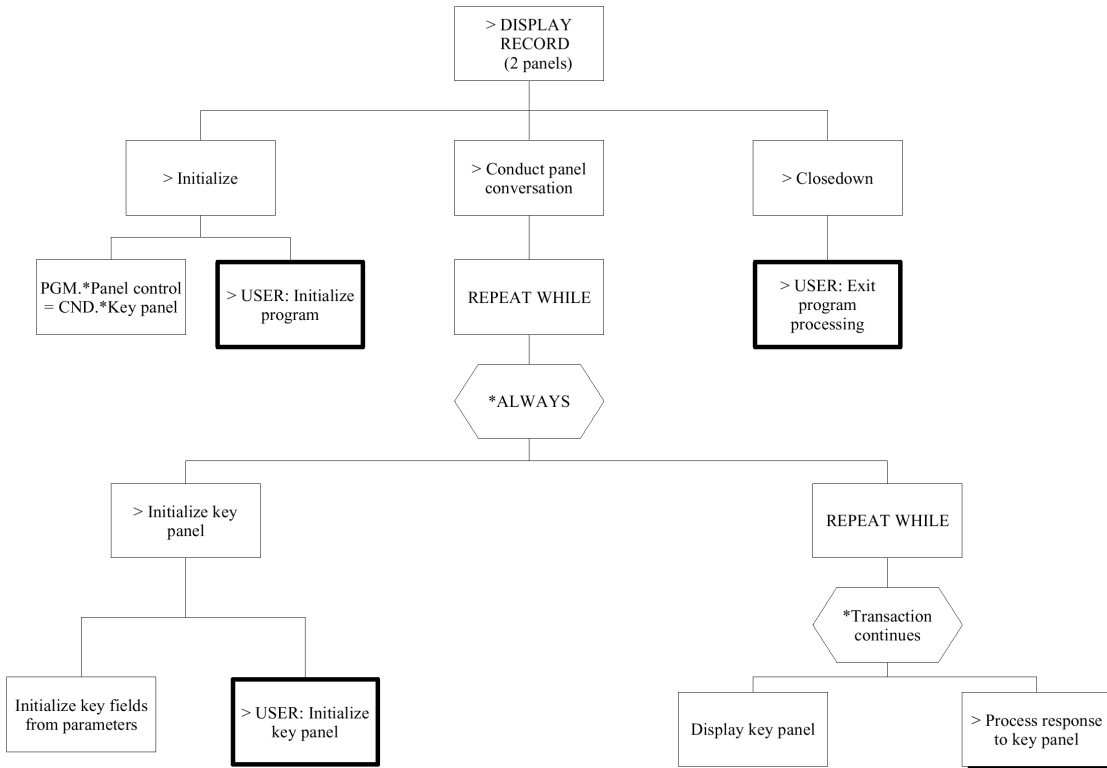 > DISPLAY
RECORD
(2 panels)
> Initialize
> Conduct panel
conversation
> Closedown
PGM.*Panel control
= CND.*Key panel
> USER: Initialize
program
REPEAT WHILE
> USER: Exit
program
processing
*ALWAYS
> Initialize key
panel
REPEAT WHILE
*Transaction
continues
Initialize key fields
from parameters
> USER: Initialize
key panel
Display key panel
> Process response
to key panel